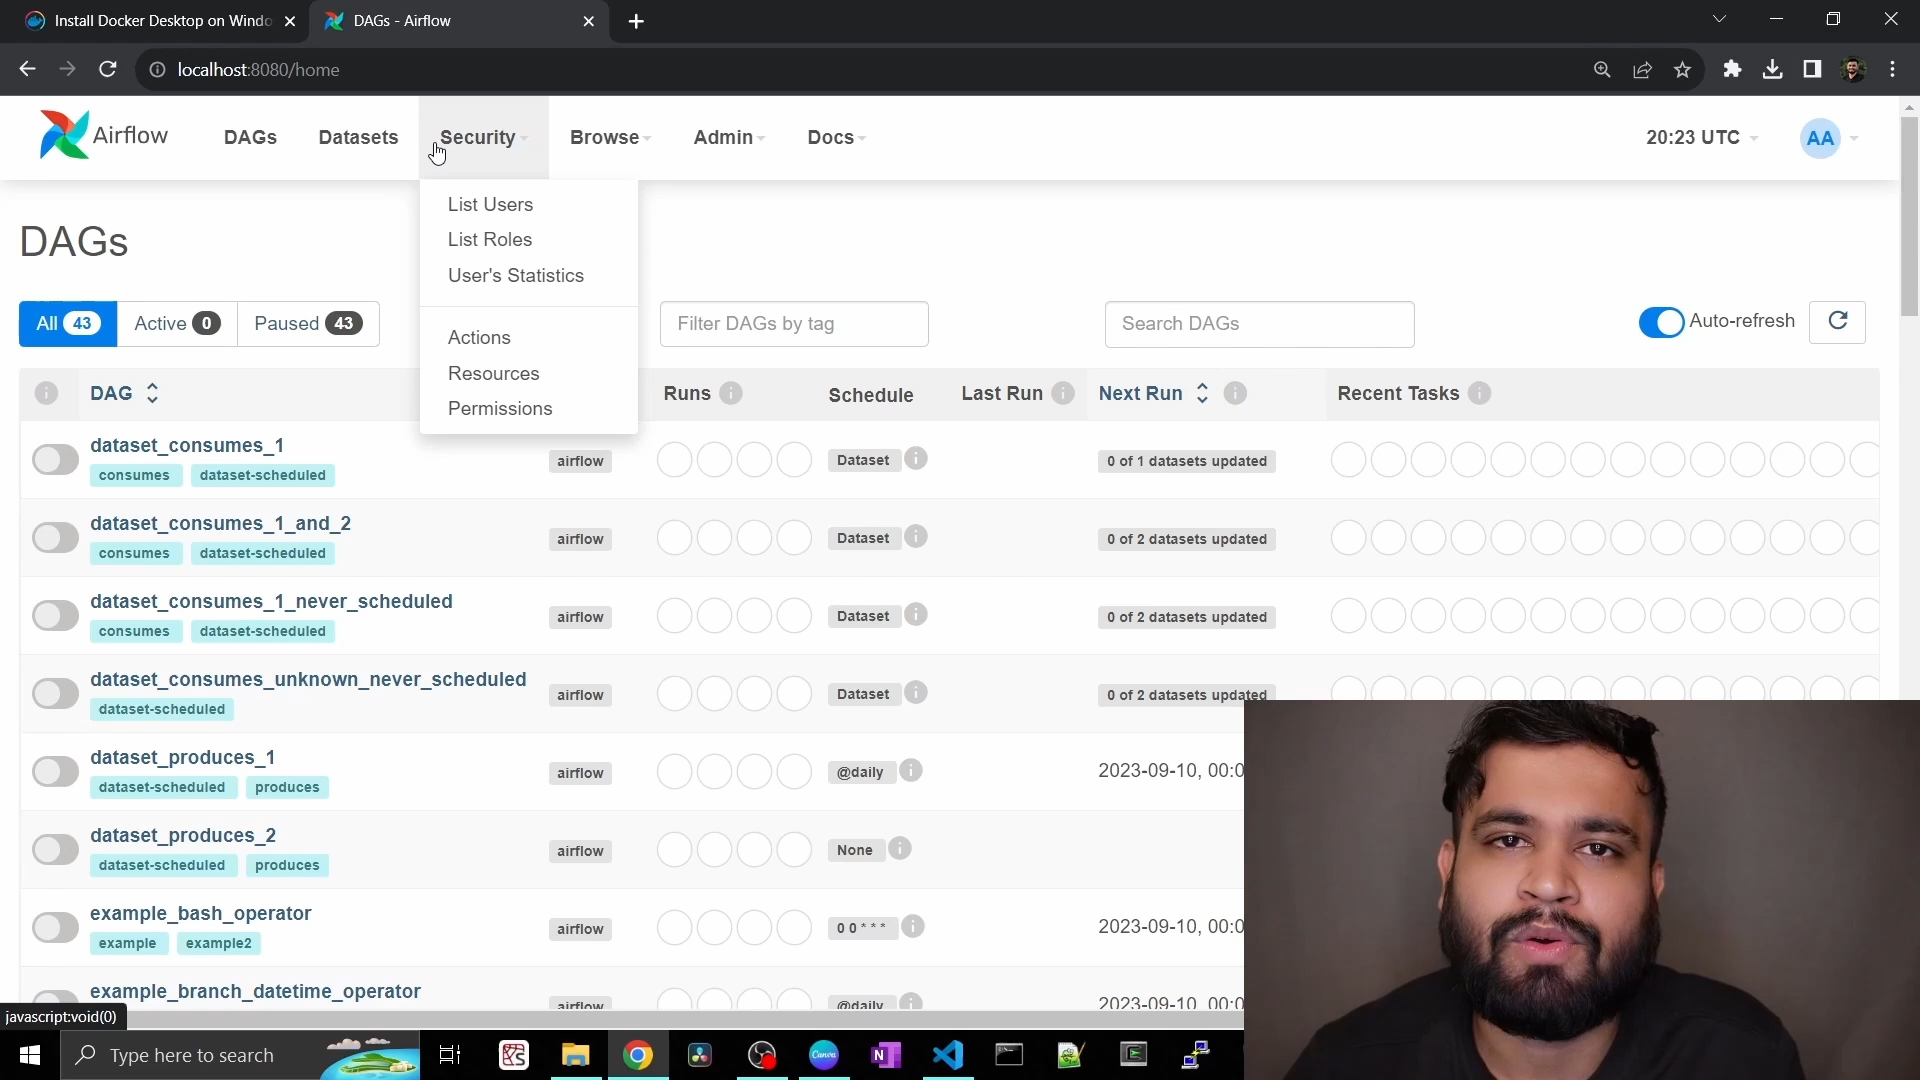 Install Docker Desktop on Windo
DAGs - Airflow
localhost:8080/home
Airflow
DAGs
Datasets
Security
Browse
Admin
Docs
20:23 UTC
AA
List Users
List Roles
User's Statistics
Actions
Resources
Permissions
DAGs
All 43
Active 0
Paused 43
Filter DAGs by tag
Search DAGs
Auto-refresh
DAG
Runs
Schedule
Last Run
Next Run
Recent Tasks
dataset_consumes_1
consumes dataset-scheduled
airflow
Dataset
0 of 1 datasets updated
dataset_consumes_1_and_2
consumes dataset-scheduled
airflow
Dataset
0 of 2 datasets updated
dataset_consumes_1_never_scheduled
consumes dataset-scheduled
airflow
Dataset
0 of 2 datasets updated
dataset_consumes_unknown_never_scheduled
dataset-scheduled
airflow
Dataset
0 of 2 datasets updated
dataset_produces_1
dataset-scheduled produces
airflow
@daily
2023-09-10, 00:0
dataset_produces_2
dataset-scheduled produces
airflow
None
example_bash_operator
example example2
airflow
0 0 * * *
2023-09-10, 00:0
example_branch_datetime_operator
airflow
@daily
2023-09-10, 00:0
javascript:void(0)
Type here to search
Canva